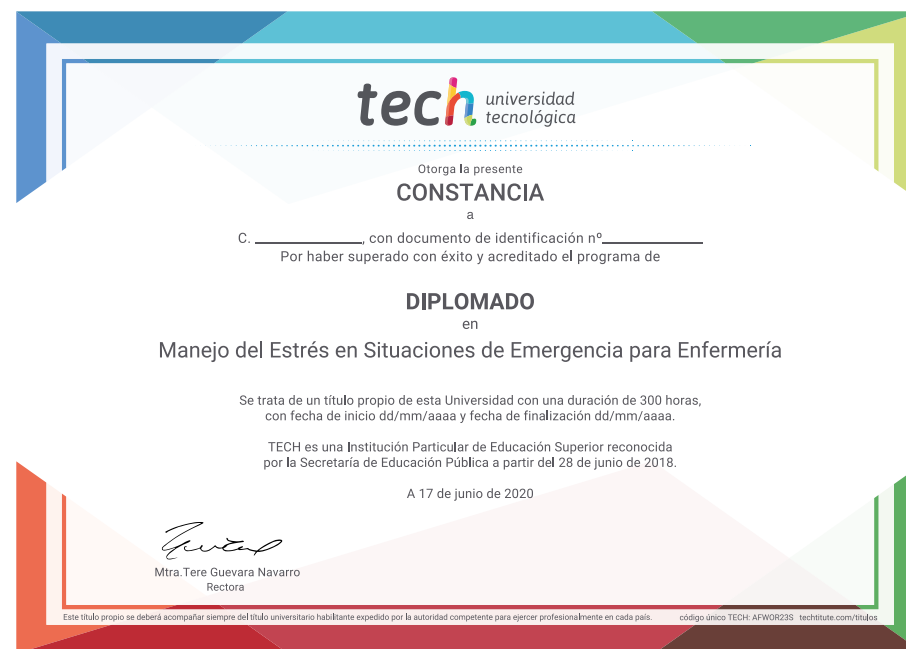 tech universidad
tecnológica
Otorga la presente
CONSTANCIA
a
C. ____________, con documento de identificación nº____________
Por haber superado con éxito y acreditado el programa de
DIPLOMADO
en
Manejo del Estrés en Situaciones de Emergencia para Enfermería
Se trata de un título propio de esta Universidad con una duración de 300 horas,
con fecha de inicio dd/mm/aaaa y fecha de finalización dd/mm/aaaa.
TECH es una Institución Particular de Educación Superior reconocida
por la Secretaría de Educación Pública a partir del 28 de junio de 2018.
A 17 de junio de 2020
Mtra.Tere Guevara Navarro
Rectora
Este título propio se deberá acompañar siempre del título universitario habilitante expedido por la autoridad competente para ejercer profesionalmente en cada país. código único TECH: AFWOR23S techtitute.com/titulos